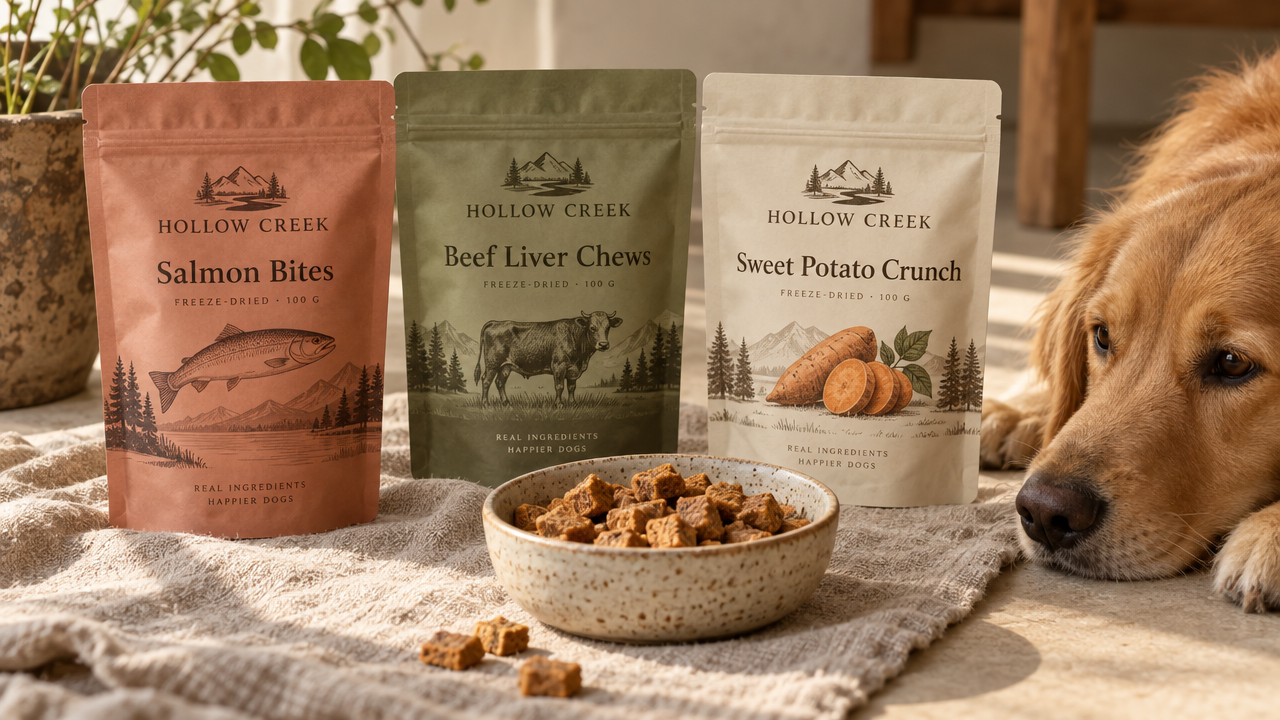 HOLLOW CREEK
Salmon Bites
FREEZE-DRIED · 100 G
REAL INGREDIENTS
HAPPIER DOGS
HOLLOW CREEK
Beef Liver Chews
FREEZE-DRIED · 100 G
REAL INGREDIENTS
HAPPIER DOGS
HOLLOW CREEK
Sweet Potato Crunch
FREEZE-DRIED · 100 G
REAL INGREDIENTS
HAPPIER DOGS